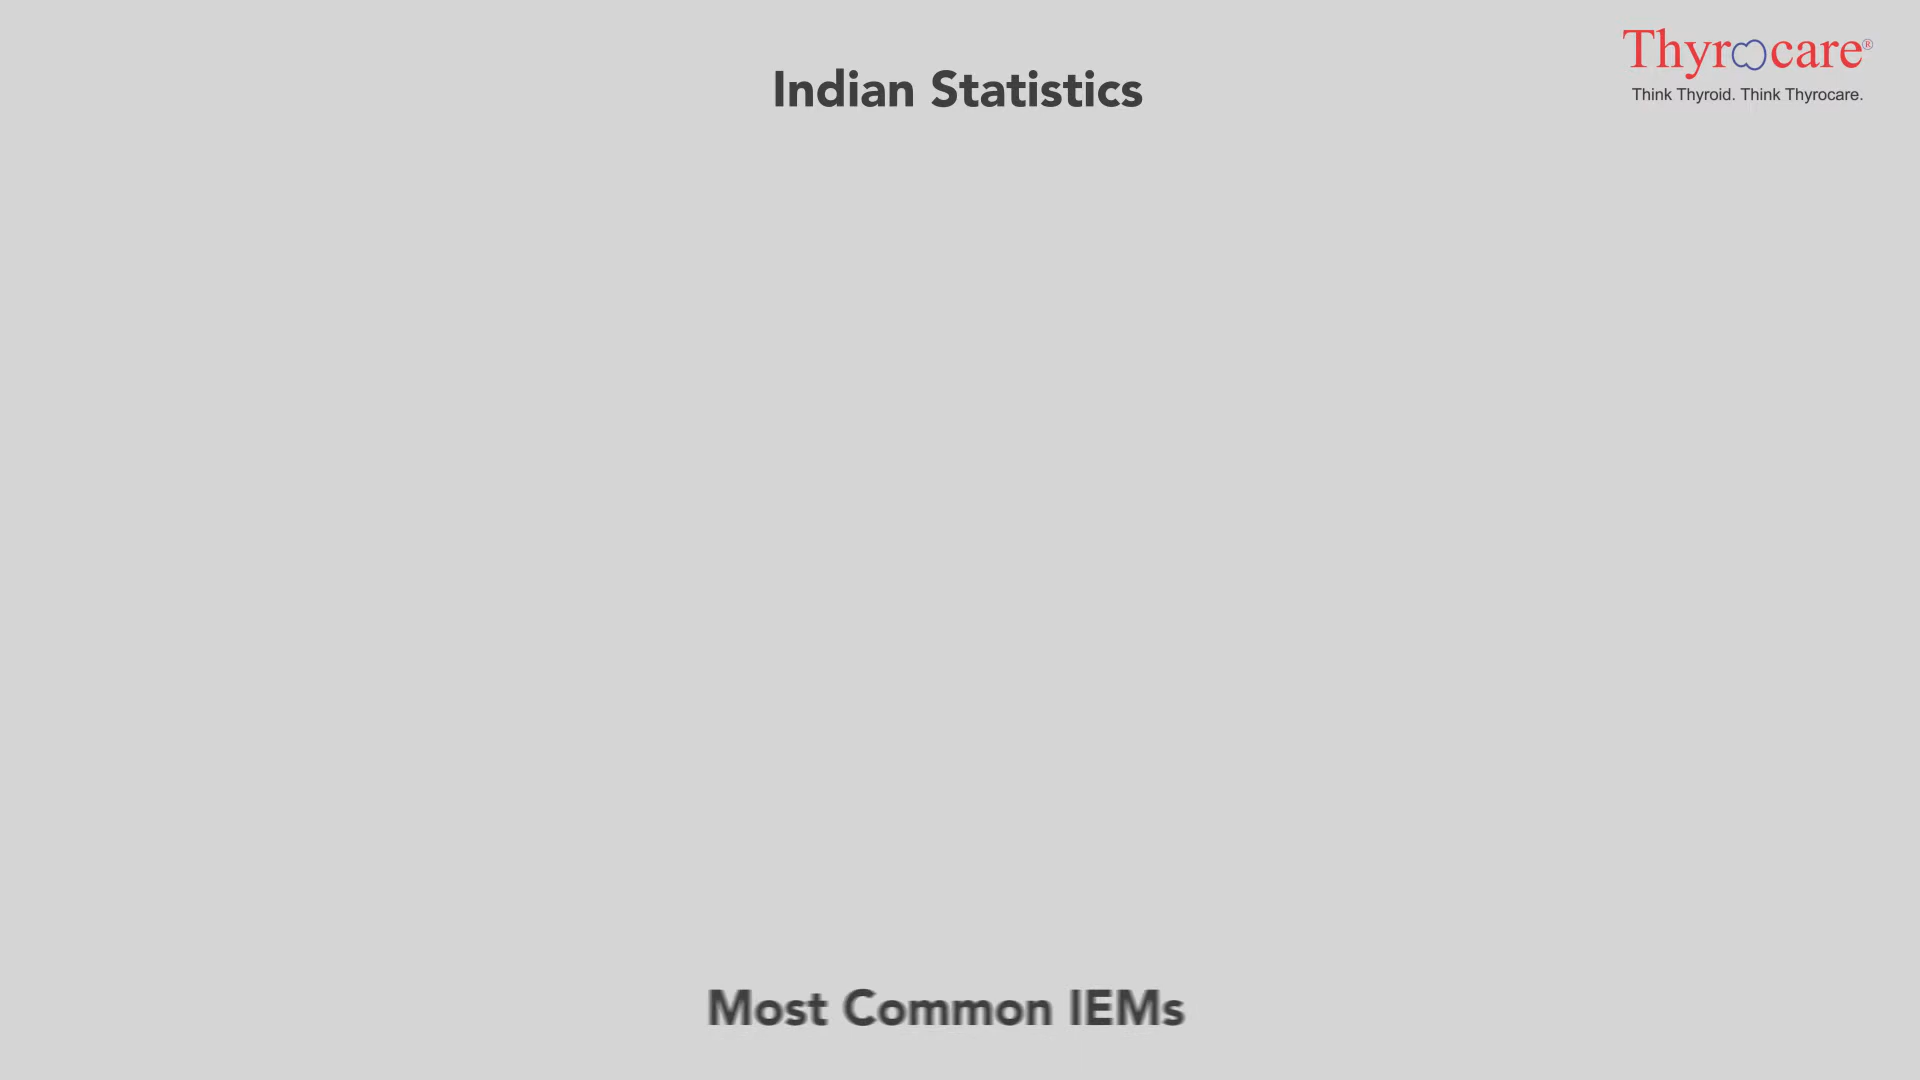 Thyrocare®
Think Thyroid. Think Thyrocare.
Indian Statistics
Most Common IEMs